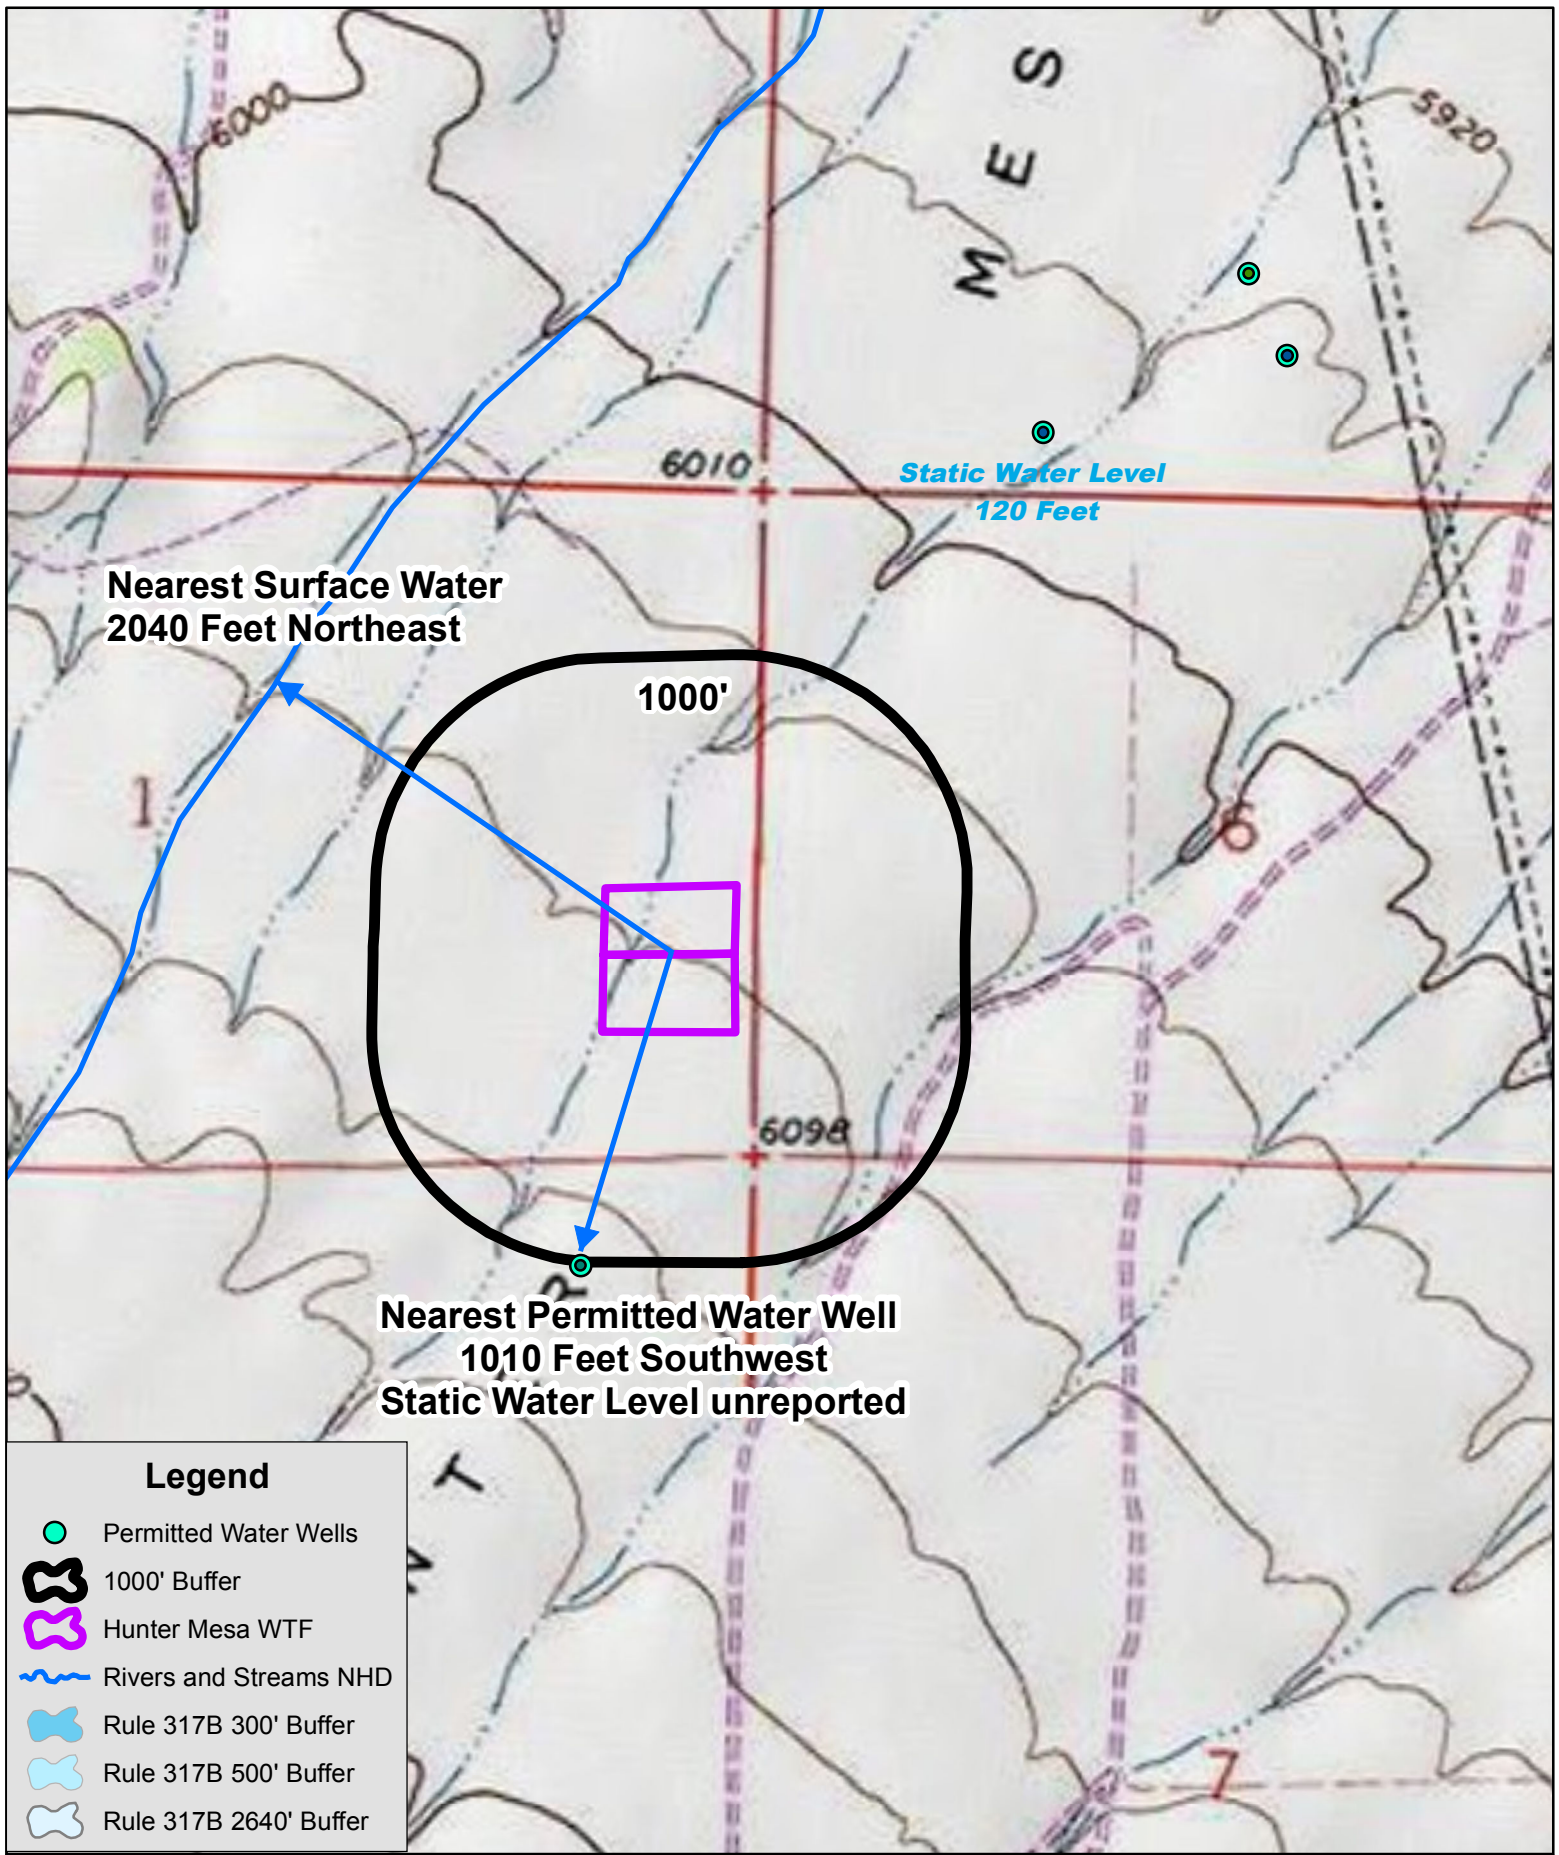 6000
5920
S
E
M
6010
Static Water Level
120 Feet
Nearest Surface Water
2040 Feet Northeast
1000'
1
6
6098
R
Nearest Permitted Water Well
1010 Feet Southwest
Static Water Level unreported
T
N
7
Legend
Permitted Water Wells
1000' Buffer
Hunter Mesa WTF
Rivers and Streams NHD
Rule 317B 300' Buffer
Rule 317B 500' Buffer
Rule 317B 2640' Buffer